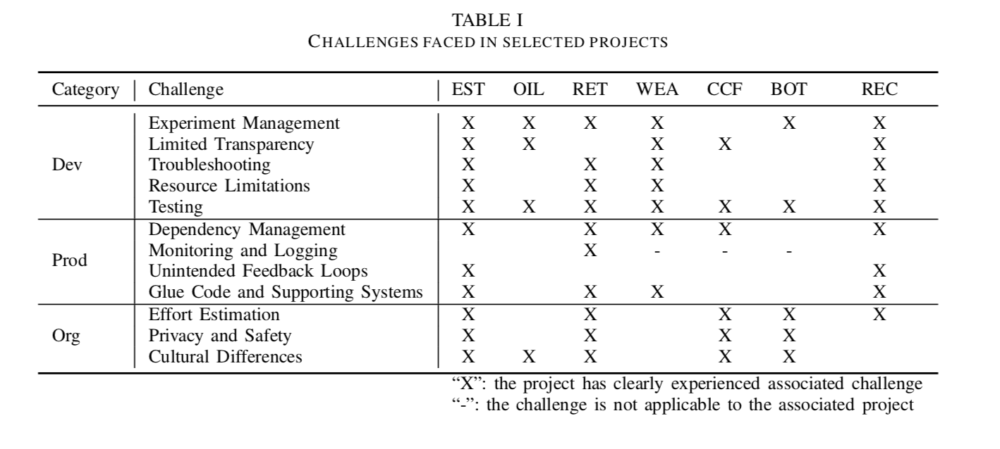 TABLE I
CHALLENGES FACED IN SELECTED PROJECTS
Category Challenge EST OIL RET WEA CCF BOT REC
Experiment Management X X X X X X
Limited Transparency X X X X X
Dev Troubleshooting X X X X
Resource Limitations X X X X
Testing X X X X X X X
Dependency Management X X X X X
Monitoring and Logging X - - -
Prod
Unintended Feedback Loops X X
Glue Code and Supporting Systems X X X X
Effort Estimation X X X X X
Org Privacy and Safety X X X X
Cultural Differences X X X X X
“X”: the project has clearly experienced associated challenge
“-”: the challenge is not applicable to the associated project